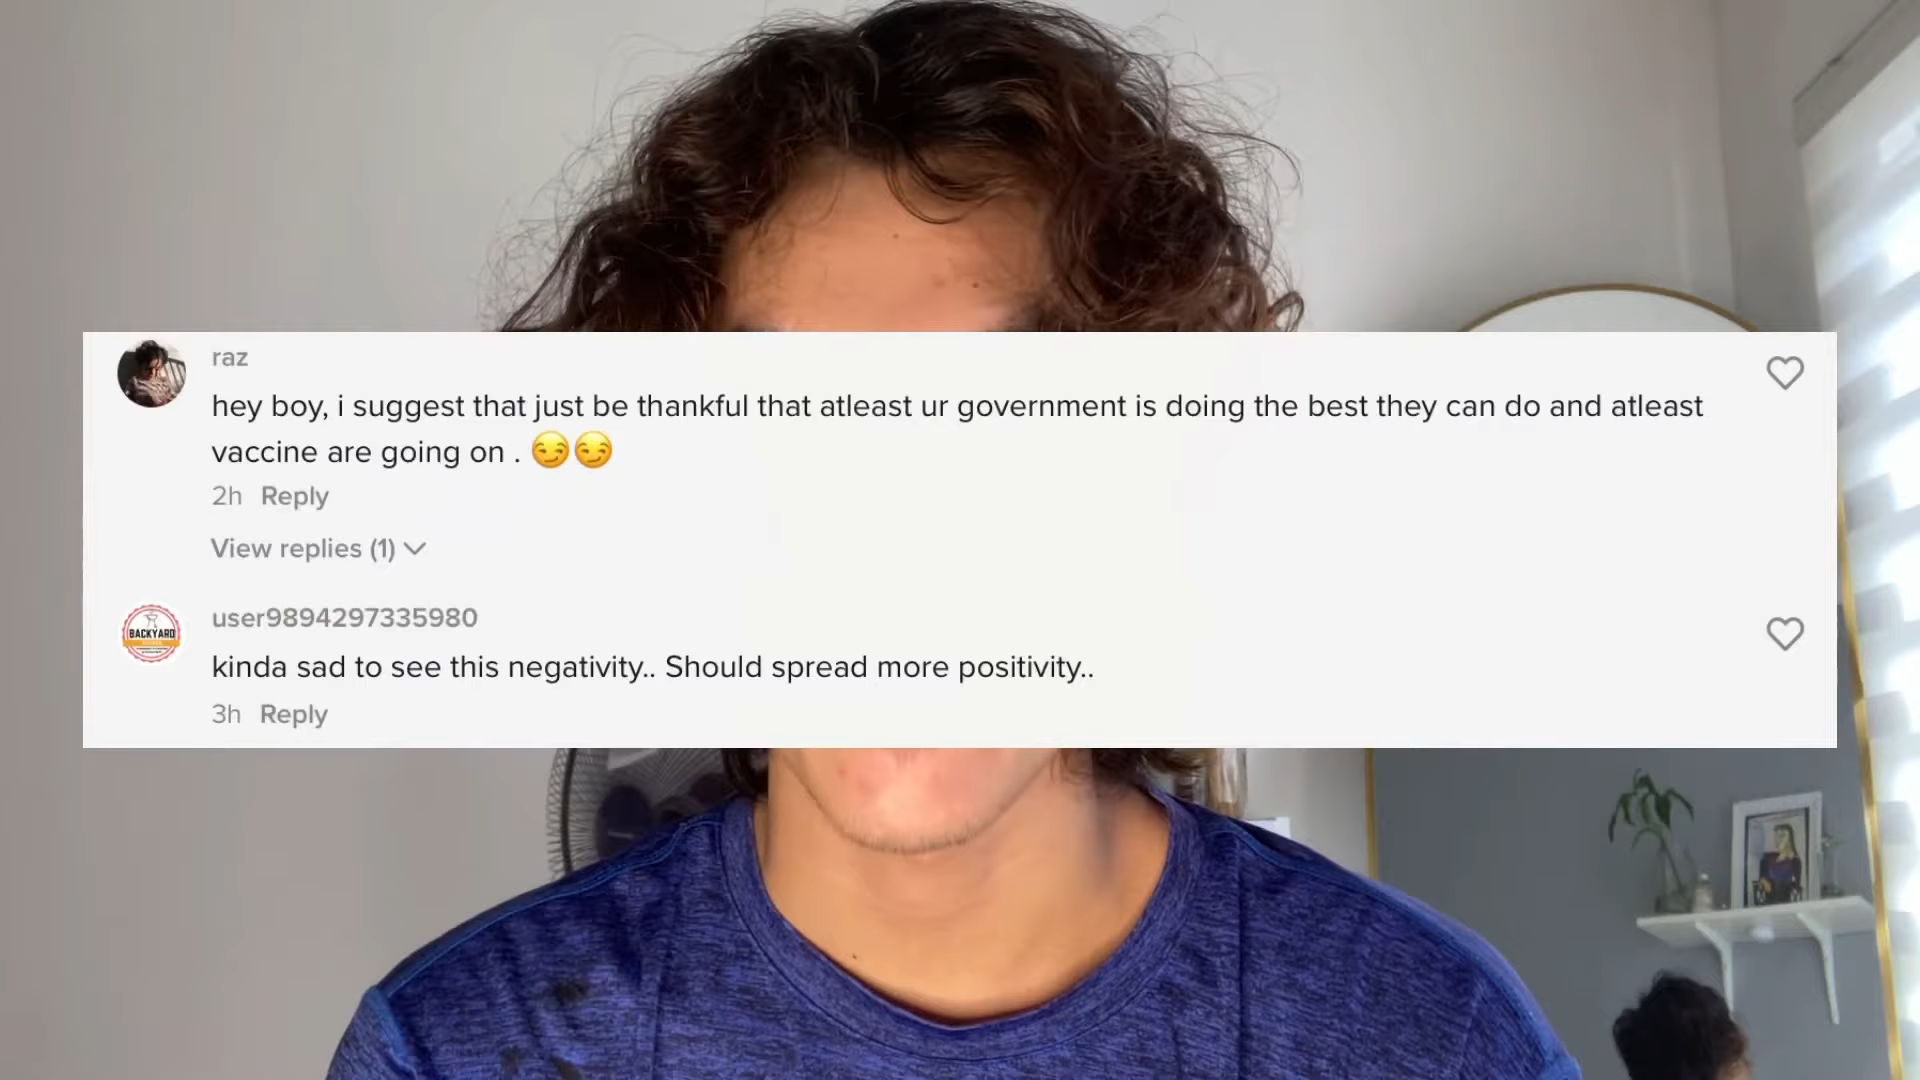 raz
hey boy, i suggest that just be thankful that atleast ur government is doing the best they can do and atleast
vaccine are going on . 😏😏
2h Reply
View replies (1)
user9894297335980
BACKYARD
kinda sad to see this negativity.. Should spread more positivity..
3h Reply